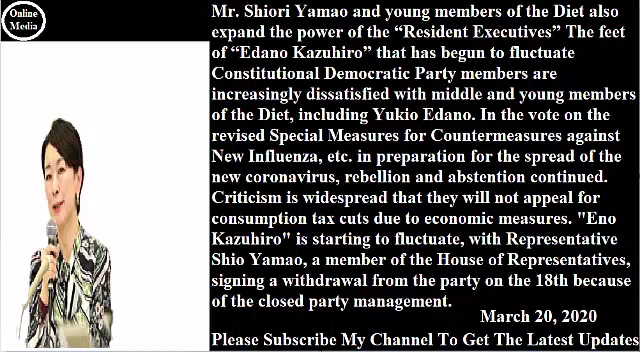 Online
Media
Mr. Shiori Yamao and young members of the Diet also
expand the power of the “Resident Executives” The feet
of “Edano Kazuhiro” that has begun to fluctuate
Constitutional Democratic Party members are
increasingly dissatisfied with middle and young members
of the Diet, including Yukio Edano. In the vote on the
revised Special Measures for Countermeasures against
New Influenza, etc. in preparation for the spread of the
new coronavirus, rebellion and abstention continued.
Criticism is widespread that they will not appeal for
consumption tax cuts due to economic measures. "Eno
Kazuhiro" is starting to fluctuate, with Representative
Shio Yamao, a member of the House of Representatives,
signing a withdrawal from the party on the 18th because
of the closed party management.
March 20, 2020
Please Subscribe My Channel To Get The Latest Updates